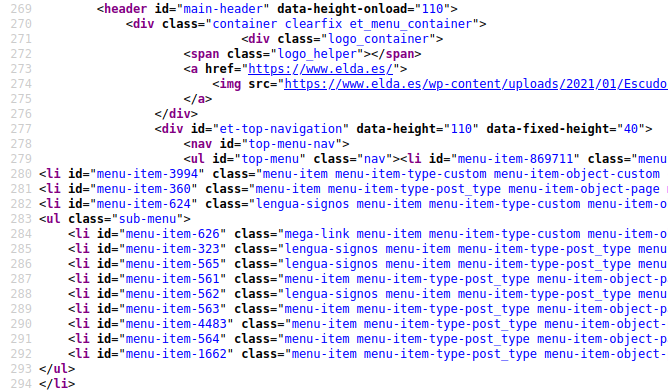 269 <header id="main-header" data-height-onload="110">
270 <div class="container clearfix et_menu_container">
271 <div class="logo_container">
272 <span class="logo_helper"></span>
273 <a href="https://www.elda.es/">
274 <img src="https://www.elda.es/wp-content/uploads/2021/01/Escudo
275 </a>
276 </div>
277 <div id="et-top-navigation" data-height="110" data-fixed-height="40">
278 <nav id="top-menu-nav">
279 <ul id="top-menu" class="nav"><li id="menu-item-869711" class="menu
280 <li id="menu-item-3994" class="menu-item menu-item-type-custom menu-item-object-custom
281 <li id="menu-item-360" class="menu-item menu-item-type-post_type menu-item-object-page
282 <li id="menu-item-624" class="lengua-signos menu-item menu-item-type-custom menu-item-o
283 <ul class="sub-menu">
284 <li id="menu-item-626" class="mega-link menu-item menu-item-type-custom menu-item-o
285 <li id="menu-item-323" class="lengua-signos menu-item menu-item-type-post_type menu
286 <li id="menu-item-565" class="lengua-signos menu-item menu-item-type-post_type menu
287 <li id="menu-item-561" class="menu-item menu-item-type-post_type menu-item-object-p
288 <li id="menu-item-562" class="lengua-signos menu-item menu-item-type-post_type menu
289 <li id="menu-item-563" class="menu-item menu-item-type-post_type menu-item-object-p
290 <li id="menu-item-4483" class="menu-item menu-item-type-post_type menu-item-object-
291 <li id="menu-item-564" class="menu-item menu-item-type-post_type menu-item-object-p
292 <li id="menu-item-1662" class="menu-item menu-item-type-post_type menu-item-object-
293 </ul>
294 </li>